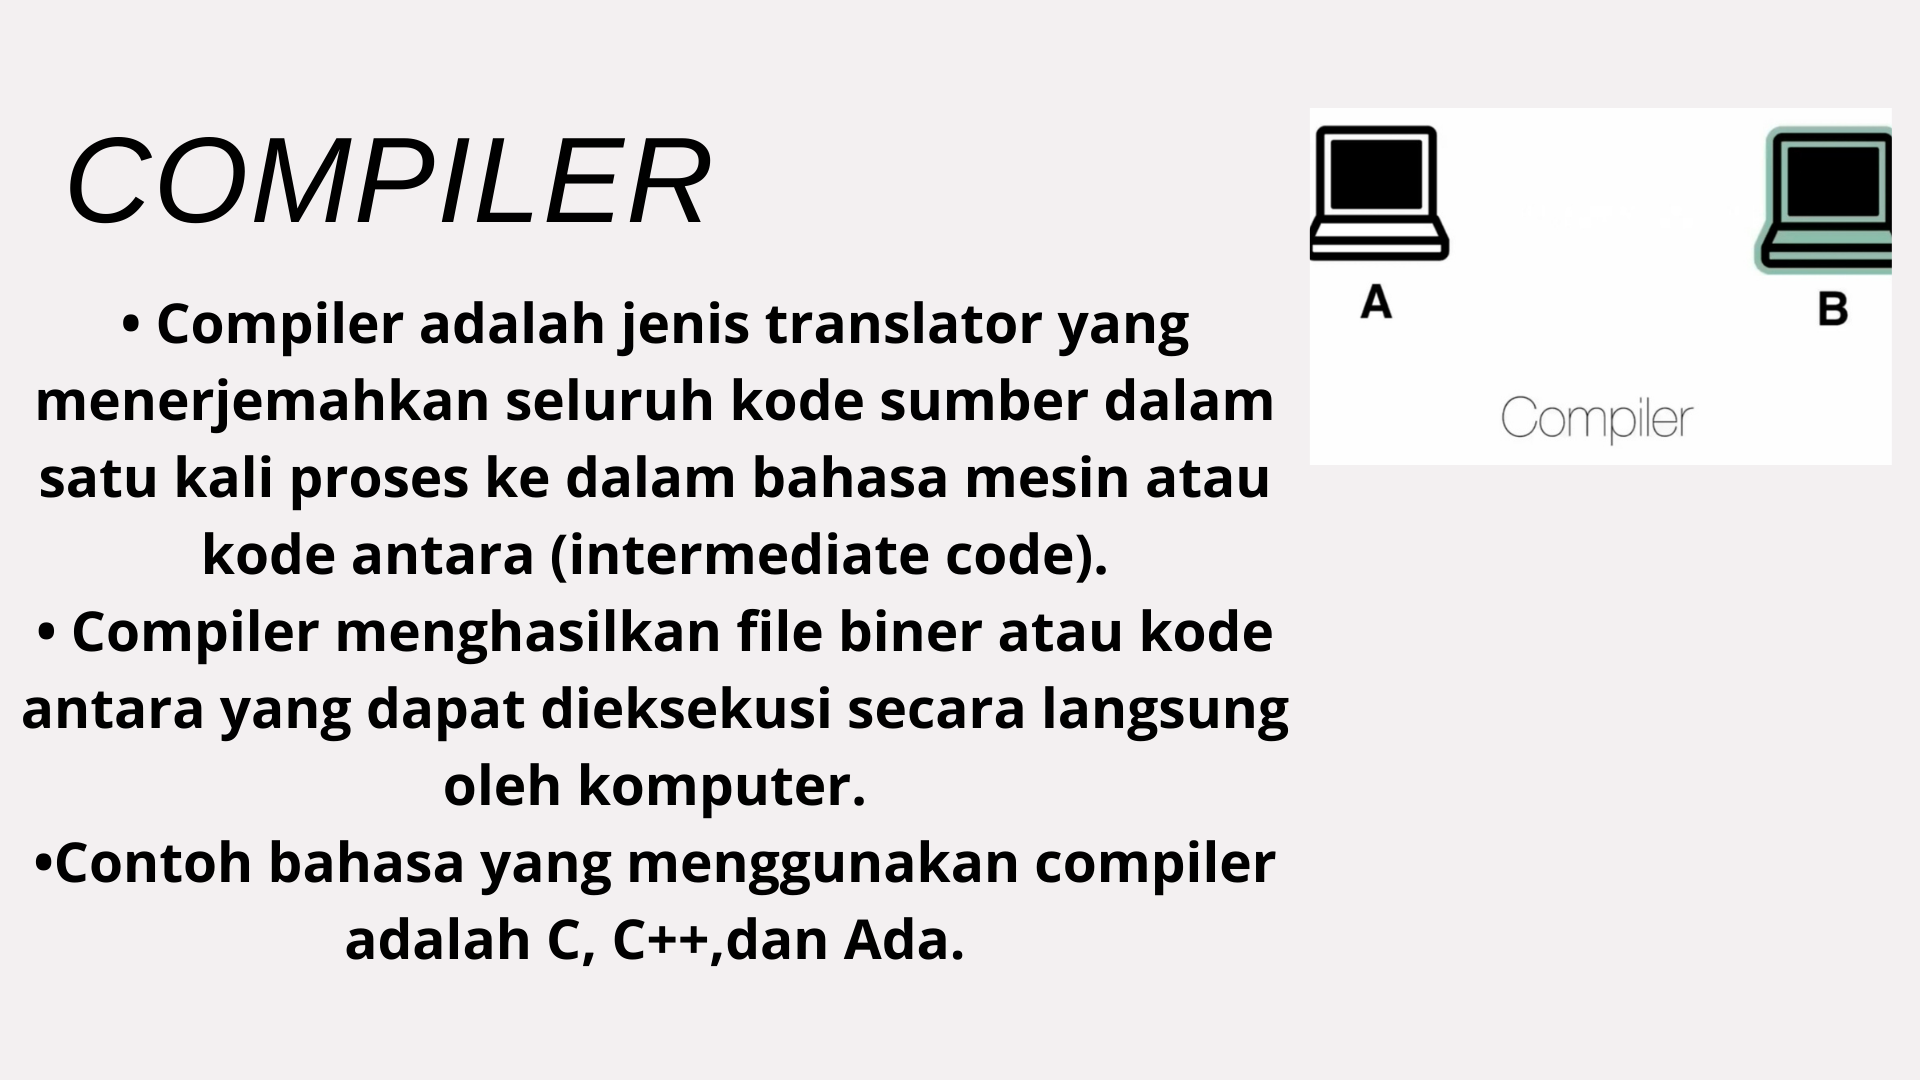 COMPILER
• Compiler adalah jenis translator yang
menerjemahkan seluruh kode sumber dalam
satu kali proses ke dalam bahasa mesin atau
kode antara (intermediate code).
• Compiler menghasilkan file biner atau kode
antara yang dapat dieksekusi secara langsung
oleh komputer.
•Contoh bahasa yang menggunakan compiler
adalah C, C++,dan Ada.
A
B
Compiler